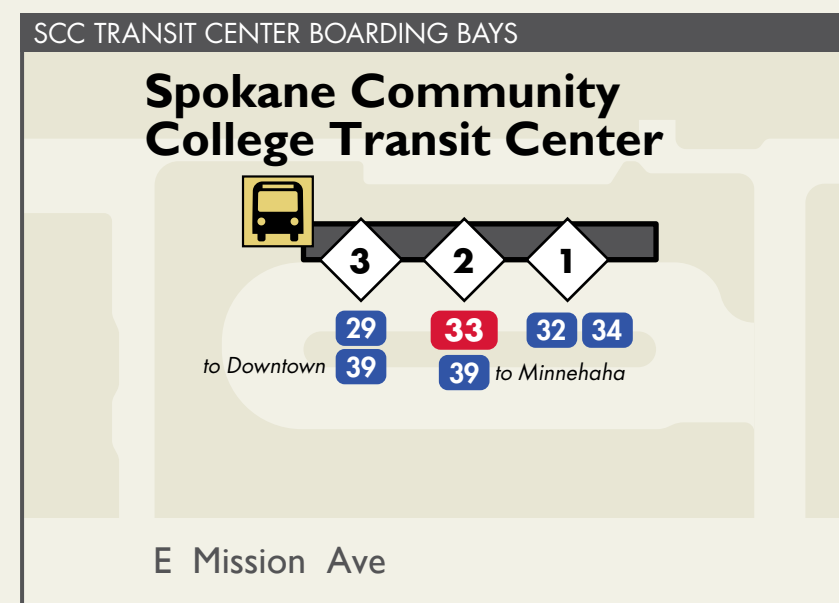 SCC TRANSIT CENTER BOARDING BAYS
Spokane Community
College Transit Center
3 2 1
29 33 32 34
to Downtown 39 39 to Minnehaha
E Mission Ave